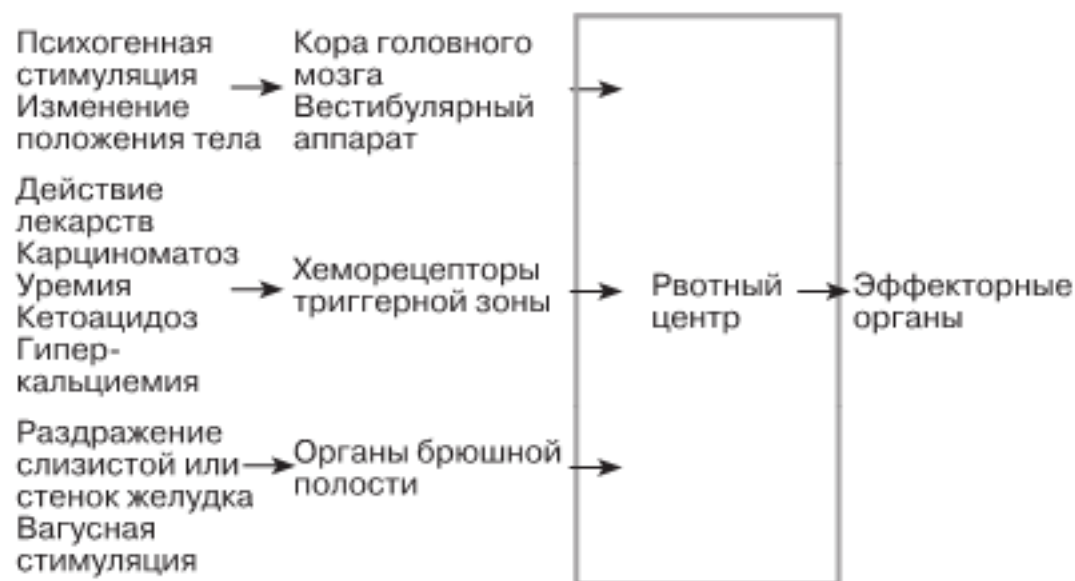 Психогенная
стимуляция
Изменение
положения тела
Кора головного
мозга
Вестибулярный
аппарат
Действие
лекарств
Карциноматоз
Уремия
Кетоацидоз
Гипер-
кальциемия
Хеморецепторы
триггерной зоны
Рвотный
центр
Эффекторные
органы
Раздражение
слизистой или
стенок желудка
Вагусная
стимуляция
Органы брюшной
полости